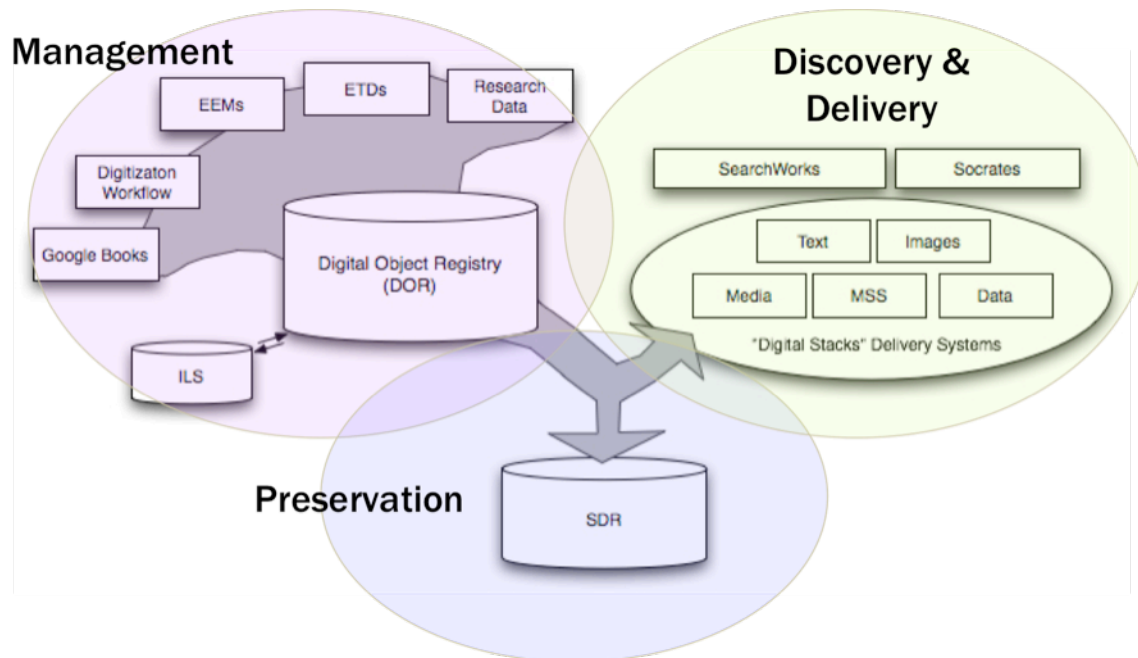 Management
EEMs
ETDs
Research
Data
Digitizaton
Workflow
Google Books
Digital Object Registry
(DOR)
ILS
Discovery &
Delivery
SearchWorks
Socrates
Text
Images
Media
MSS
Data
"Digital Stacks" Delivery Systems
Preservation
SDR